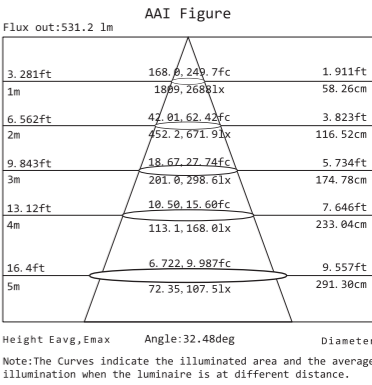 AAI Figure
Flux out:531.2 lm
3.281ft 168.0,249.7fc 1.911ft
1m 1809,2688lx 58.26cm
6.562ft 42.01,62.42fc 3.823ft
2m 452.2,671.9lx 116.52cm
9.843ft 18.67,27.74fc 5.734ft
3m 201.0,298.6lx 174.78cm
13.12ft 10.50,15.60fc 7.646ft
4m 113.1,168.0lx 233.04cm
16.4ft 6.722,9.987fc 9.557ft
5m 72.35,107.5lx 291.30cm
Height Eavg,Emax Angle:32.48deg Diameter
Note:The Curves indicate the illuminated area and the average
illumination when the luminaire is at different distance.